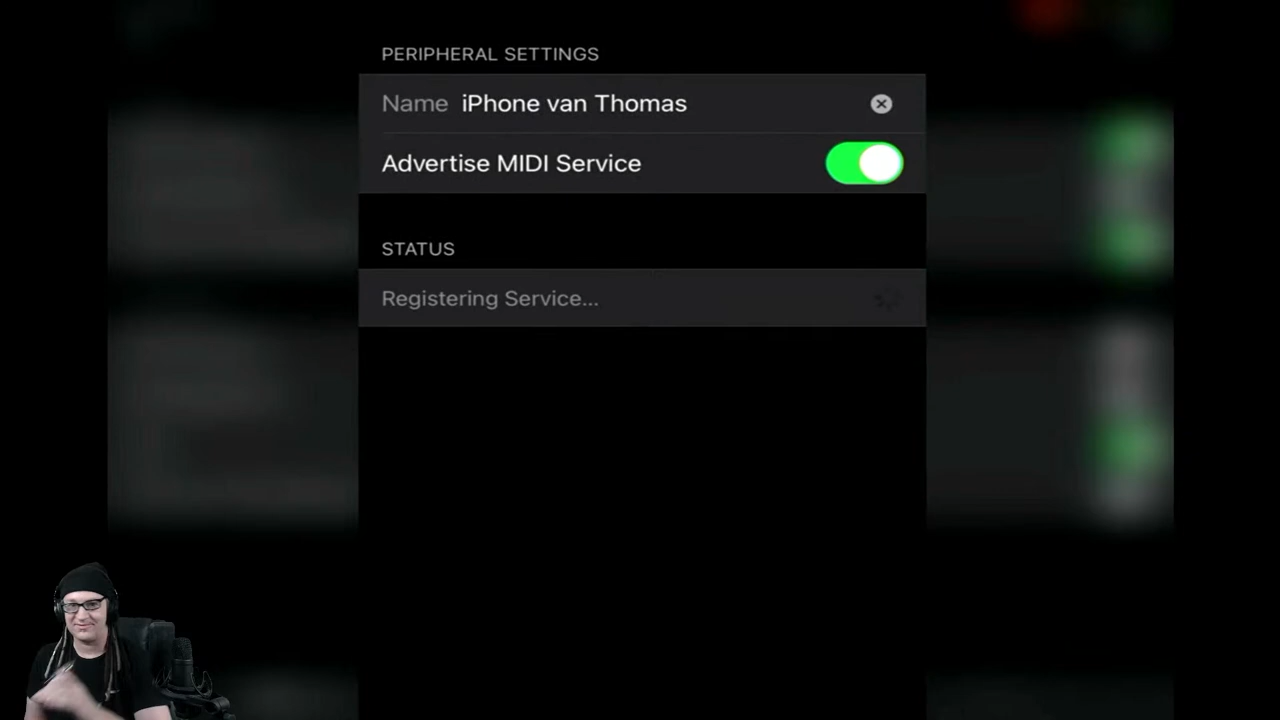 PERIPHERAL SETTINGS
Name iPhone van Thomas
Advertise MIDI Service
STATUS
Registering Service...